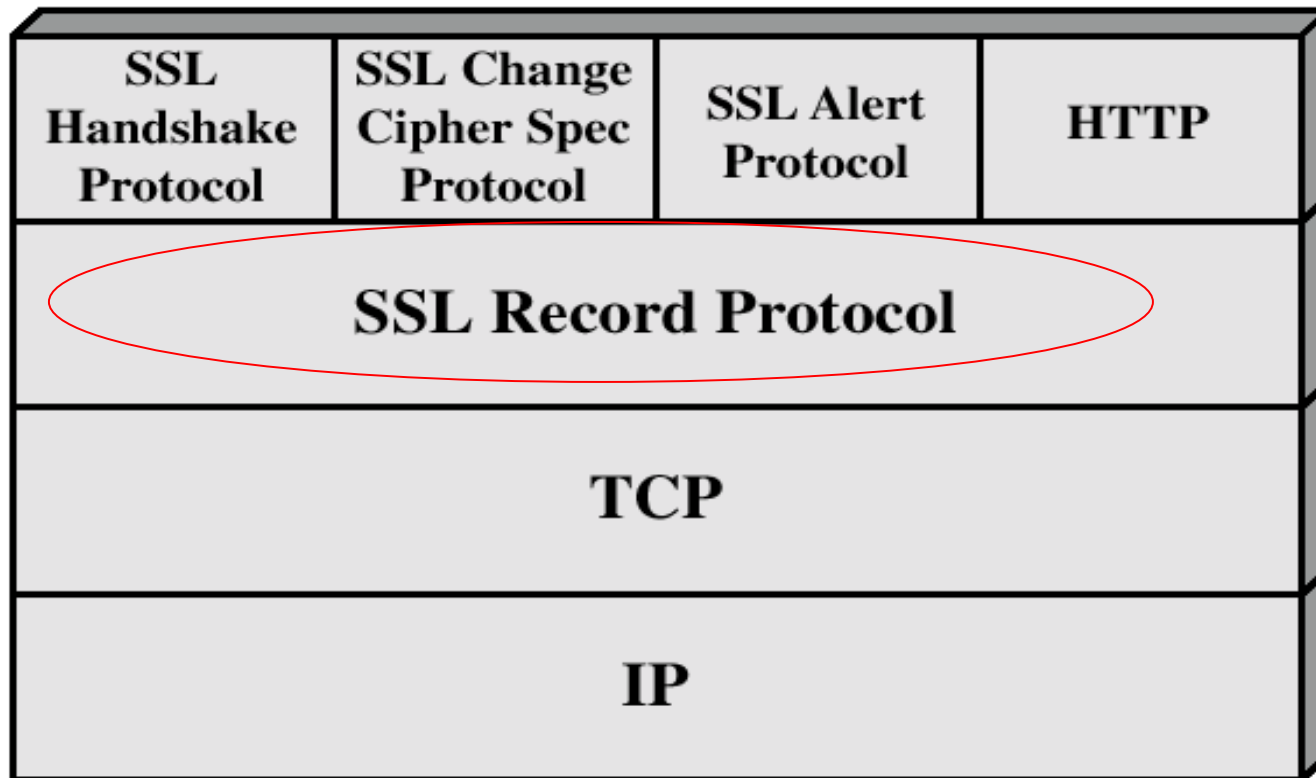 SSL
Handshake
Protocol
SSL Change
Cipher Spec
Protocol
SSL Alert
Protocol
HTTP
SSL Record Protocol
TCP
IP